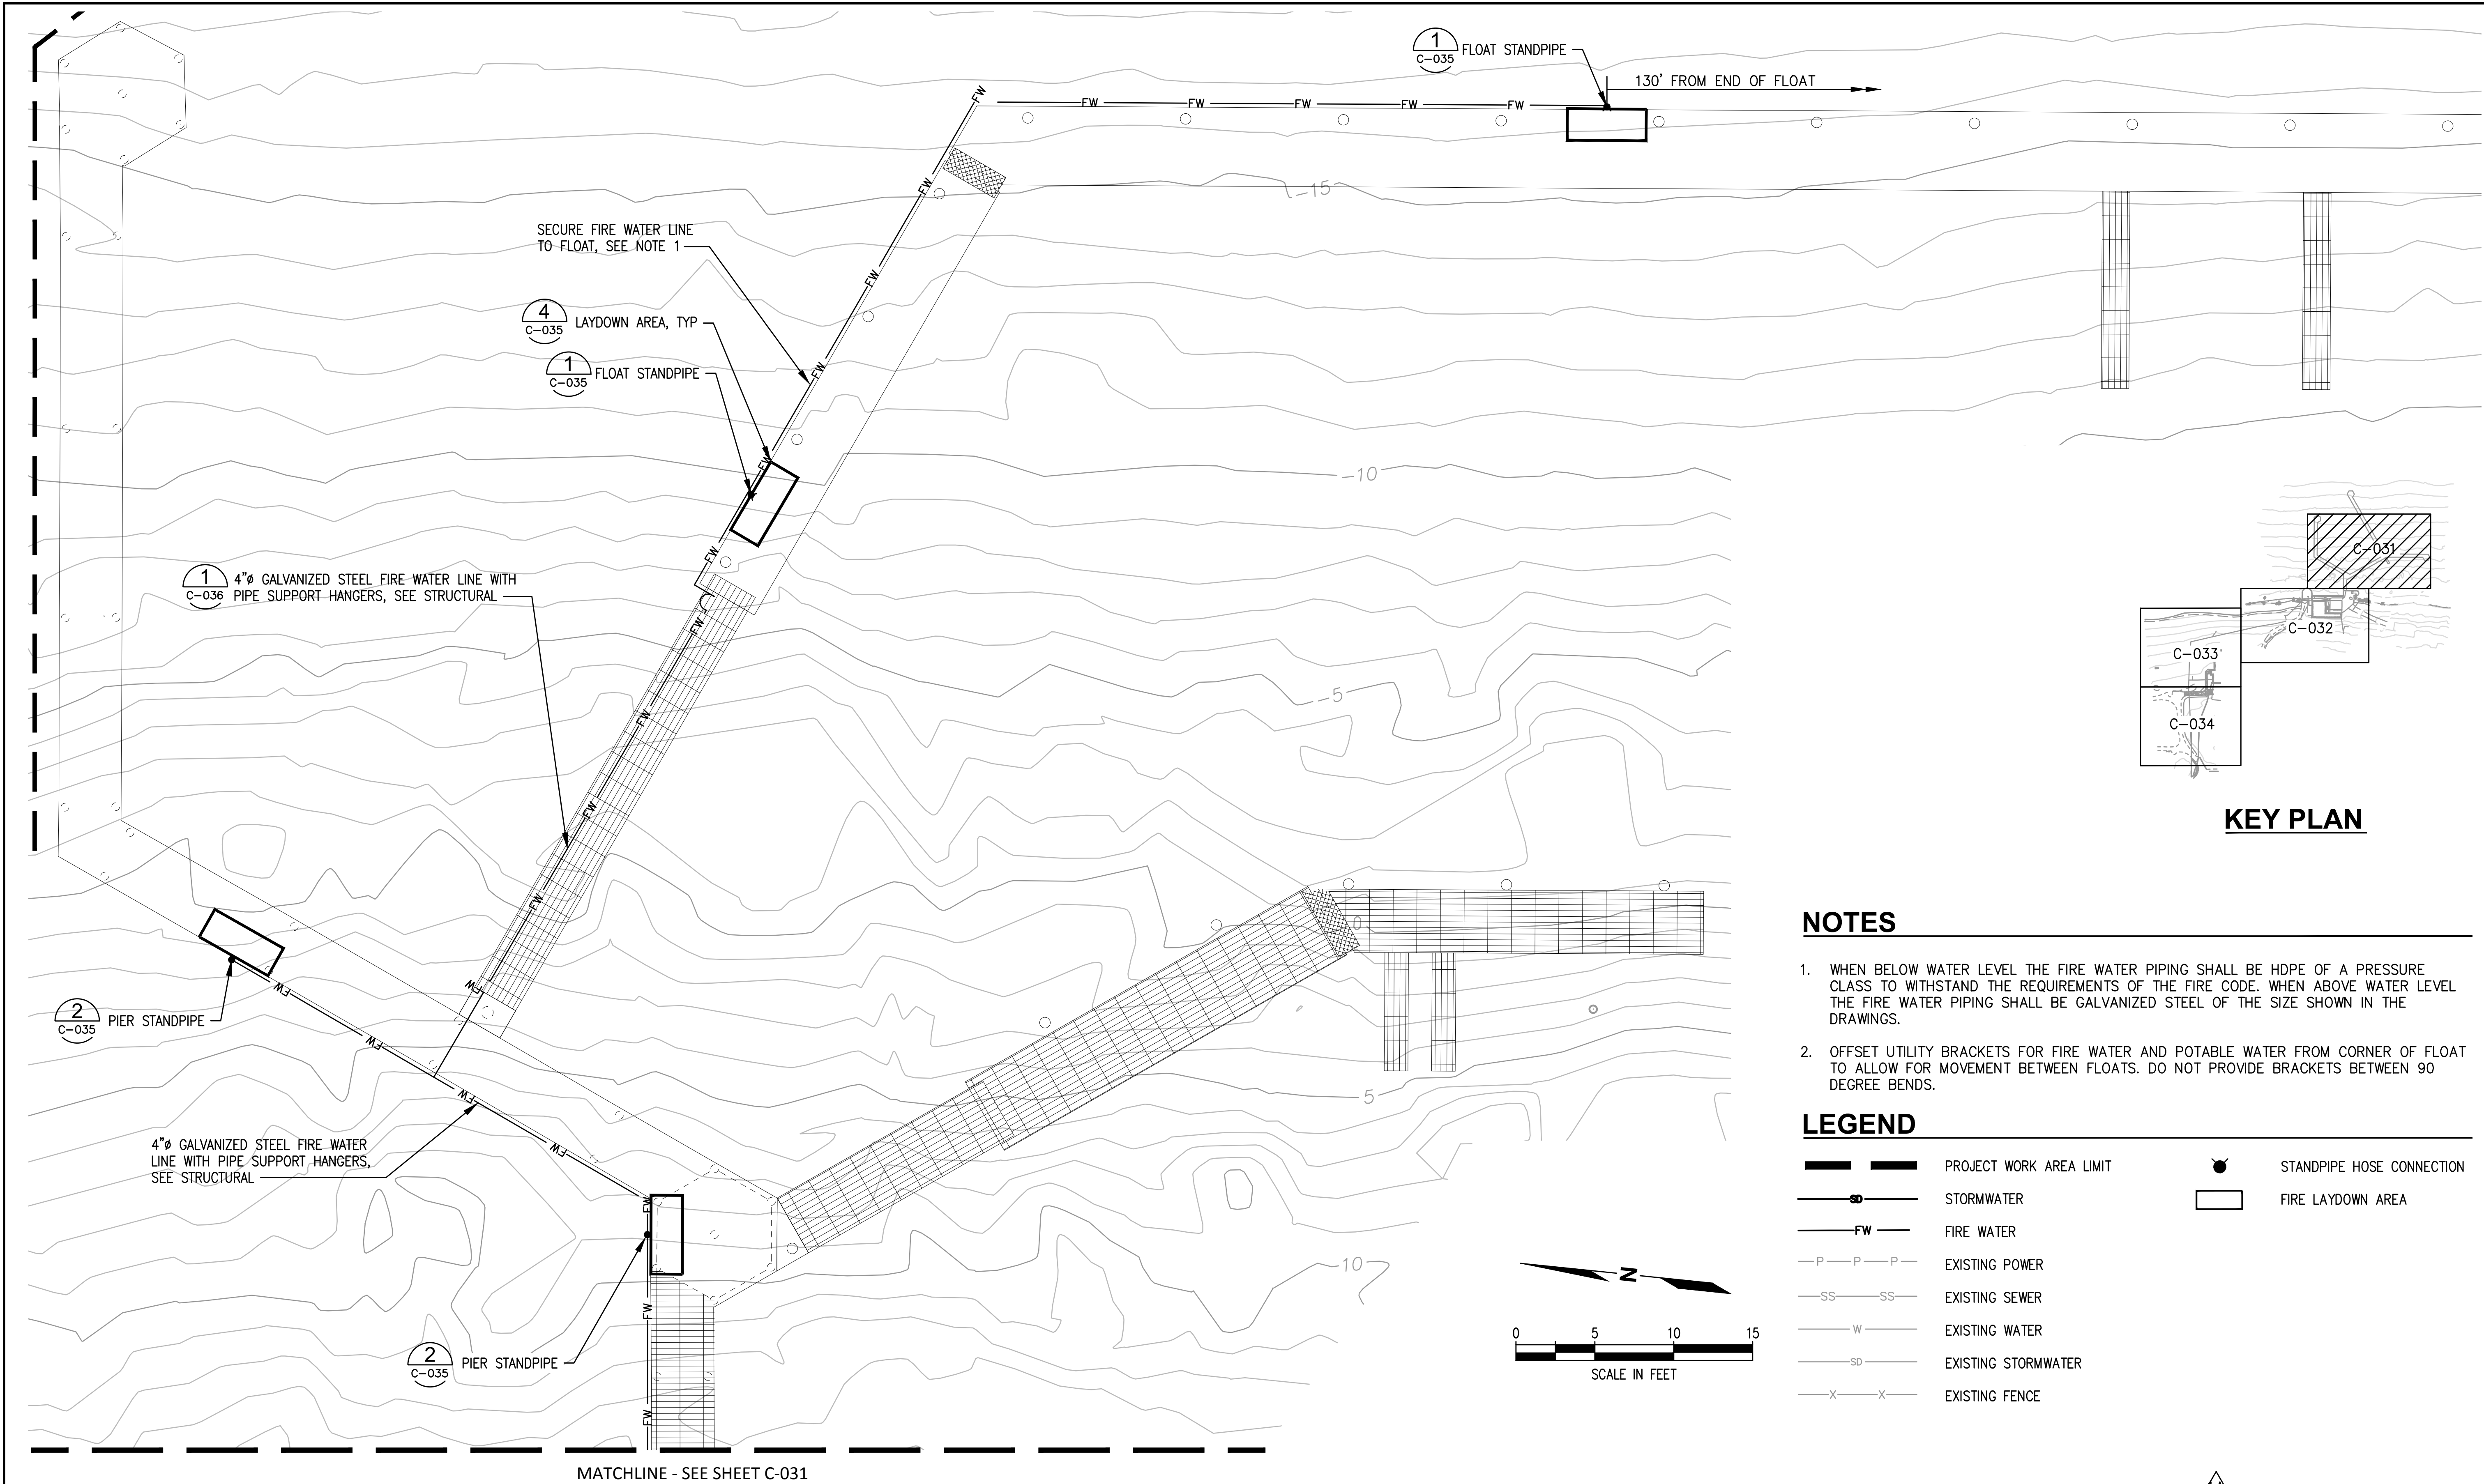 1
C-035
FLOAT STANDPIPE
130' FROM END OF FLOAT
FW
FW FW FW FW FW
FW
-15
SECURE FIRE WATER LINE
TO FLOAT, SEE NOTE 1
FW
4
C-035
LAYDOWN AREA, TYP
1
C-035
FLOAT STANDPIPE
FW
FW
-10
FW
1
C-036
4"ø GALVANIZED STEEL FIRE WATER LINE WITH
PIPE SUPPORT HANGERS, SEE STRUCTURAL
FW
-5
FW
FW
FW
0
FW
FW
2
C-035
PIER STANDPIPE
FW
FW
5
FW
4"ø GALVANIZED STEEL FIRE WATER
LINE WITH PIPE SUPPORT HANGERS,
SEE STRUCTURAL
FW
10
FW
2
C-035
PIER STANDPIPE
FW
MATCHLINE - SEE SHEET C-031
N
0 5 10 15
SCALE IN FEET
C-031
C-032
C-033
C-034
KEY PLAN
NOTES
1. WHEN BELOW WATER LEVEL THE FIRE WATER PIPING SHALL BE HDPE OF A PRESSURE
CLASS TO WITHSTAND THE REQUIREMENTS OF THE FIRE CODE. WHEN ABOVE WATER LEVEL
THE FIRE WATER PIPING SHALL BE GALVANIZED STEEL OF THE SIZE SHOWN IN THE
DRAWINGS.
2. OFFSET UTILITY BRACKETS FOR FIRE WATER AND POTABLE WATER FROM CORNER OF FLOAT
TO ALLOW FOR MOVEMENT BETWEEN FLOATS. DO NOT PROVIDE BRACKETS BETWEEN 90
DEGREE BENDS.
LEGEND
PROJECT WORK AREA LIMIT
SD STORMWATER
FW FIRE WATER
P P P EXISTING POWER
SS SS EXISTING SEWER
W EXISTING WATER
SD EXISTING STORMWATER
X X EXISTING FENCE
STANDPIPE HOSE CONNECTION
FIRE LAYDOWN AREA